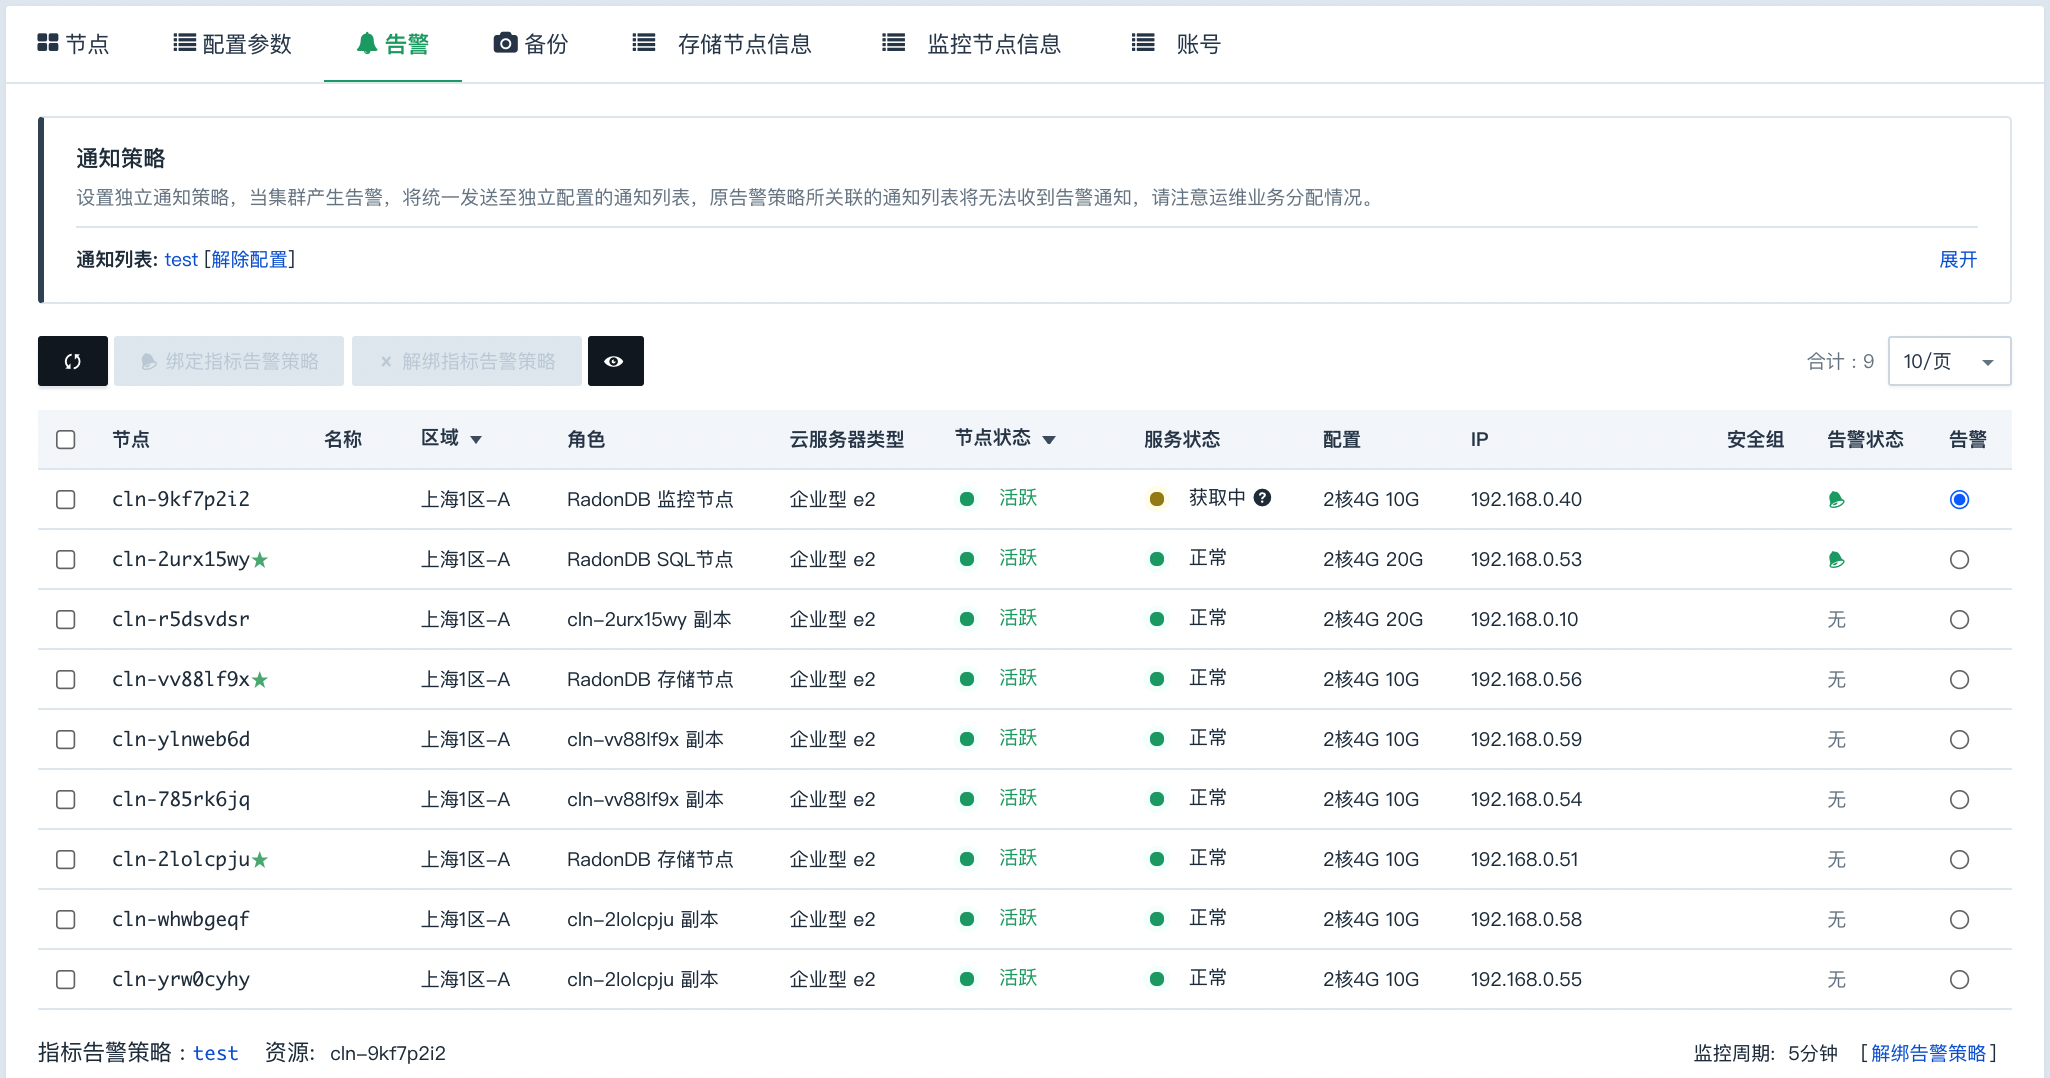 节点 配置参数 告警 备份 存储节点信息 监控节点信息 账号
通知策略
设置独立通知策略，当集群产生告警，将统一发送至独立配置的通知列表，原告警策略所关联的通知列表将无法收到告警通知，请注意运维业务分配情况。
通知列表: test [解除配置] 展开
绑定指标告警策略 × 解绑指标告警策略 合计：9 10/页
节点 名称 区域 角色 云服务器类型 节点状态 服务状态 配置 IP 安全组 告警状态 告警
cln-9kf7p2i2 上海1区-A RadonDB 监控节点 企业型 e2 活跃 获取中 ? 2核4G 10G 192.168.0.40
cln-2urx15wy★ 上海1区-A RadonDB SQL节点 企业型 e2 活跃 正常 2核4G 20G 192.168.0.53
cln-r5dsvdsr 上海1区-A cln-2urx15wy 副本 企业型 e2 活跃 正常 2核4G 20G 192.168.0.10 无
cln-vv88lf9x★ 上海1区-A RadonDB 存储节点 企业型 e2 活跃 正常 2核4G 10G 192.168.0.56 无
cln-ylnweb6d 上海1区-A cln-vv88lf9x 副本 企业型 e2 活跃 正常 2核4G 10G 192.168.0.59 无
cln-785rk6jq 上海1区-A cln-vv88lf9x 副本 企业型 e2 活跃 正常 2核4G 10G 192.168.0.54 无
cln-2lolcpju★ 上海1区-A RadonDB 存储节点 企业型 e2 活跃 正常 2核4G 10G 192.168.0.51 无
cln-whwbgeqf 上海1区-A cln-2lolcpju 副本 企业型 e2 活跃 正常 2核4G 10G 192.168.0.58 无
cln-yrw0cyhy 上海1区-A cln-2lolcpju 副本 企业型 e2 活跃 正常 2核4G 10G 192.168.0.55 无
指标告警策略：test 资源: cln-9kf7p2i2 监控周期: 5分钟 [解绑告警策略]